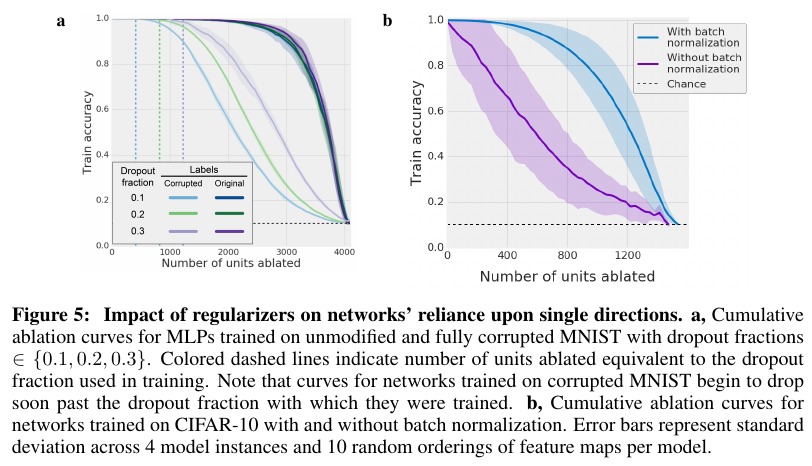 a
b
1.0
0.8
0.6
0.4
0.2
0.0
Train accuracy
Dropout fraction
Labels
Corrupted Original
0.1
0.2
0.3
0 1000 2000 3000 4000
Number of units ablated
1.0
0.8
0.6
0.4
0.2
0.0
Train accuracy
With batch
normalization
Without batch
normalization
Chance
0 400 800 1200
Number of units ablated
Figure 5: Impact of regularizers on networks' reliance upon single directions. a, Cumulative
ablation curves for MLPs trained on unmodified and fully corrupted MNIST with dropout fractions
∈ {0.1, 0.2, 0.3}. Colored dashed lines indicate number of units ablated equivalent to the dropout
fraction used in training. Note that curves for networks trained on corrupted MNIST begin to drop
soon past the dropout fraction with which they were trained. b, Cumulative ablation curves for
networks trained on CIFAR-10 with and without batch normalization. Error bars represent standard
deviation across 4 model instances and 10 random orderings of feature maps per model.